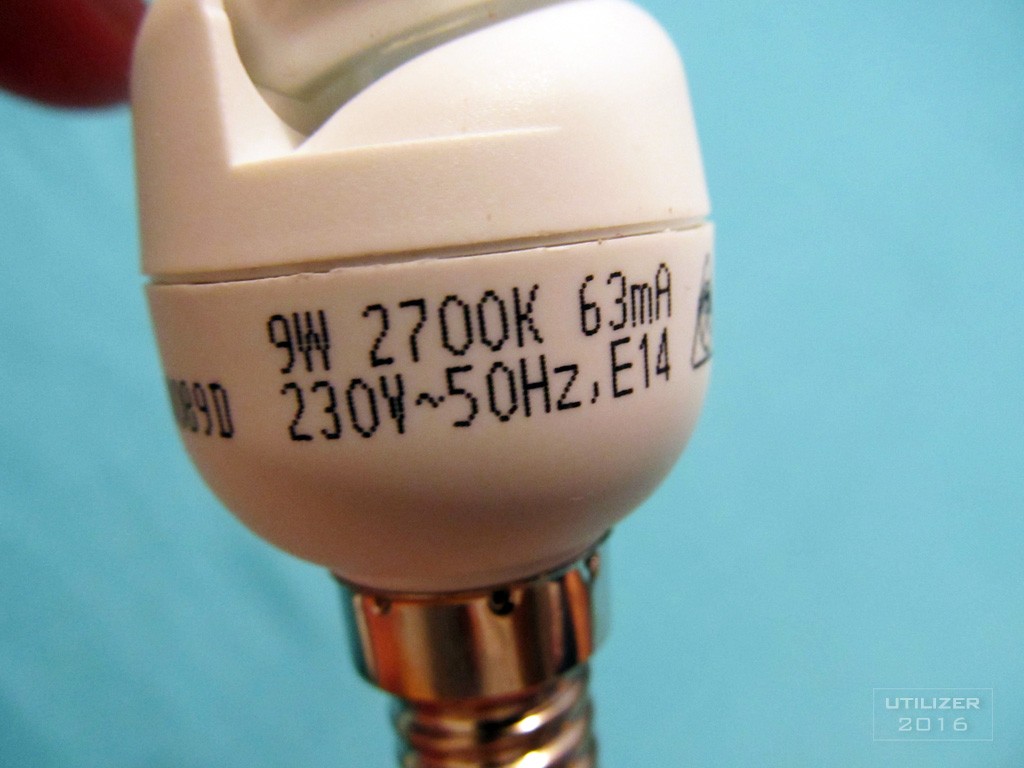 9W 2700K 63mA
230V~50Hz,E14
UTILIZER
2016